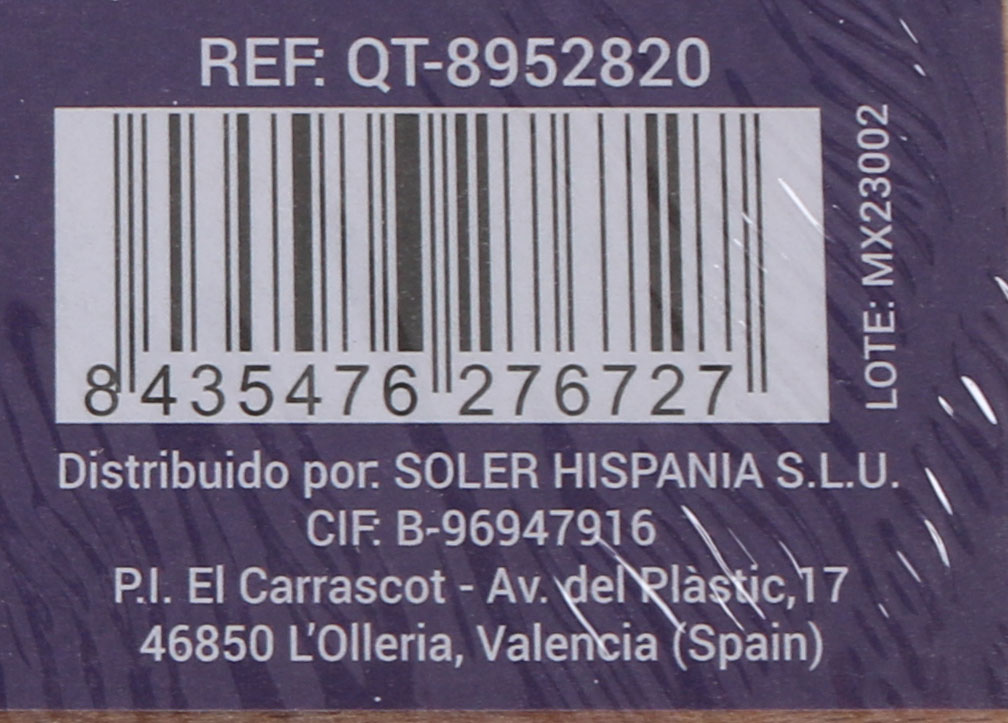 REF: QT-8952820
8 435476 276727
LOTE: MX23002
Distribuido por: SOLER HISPANIA S.L.U.
CIF: B-96947916
P.I. El Carrascot - Av. del Plàstic,17
46850 L'Olleria, Valencia (Spain)